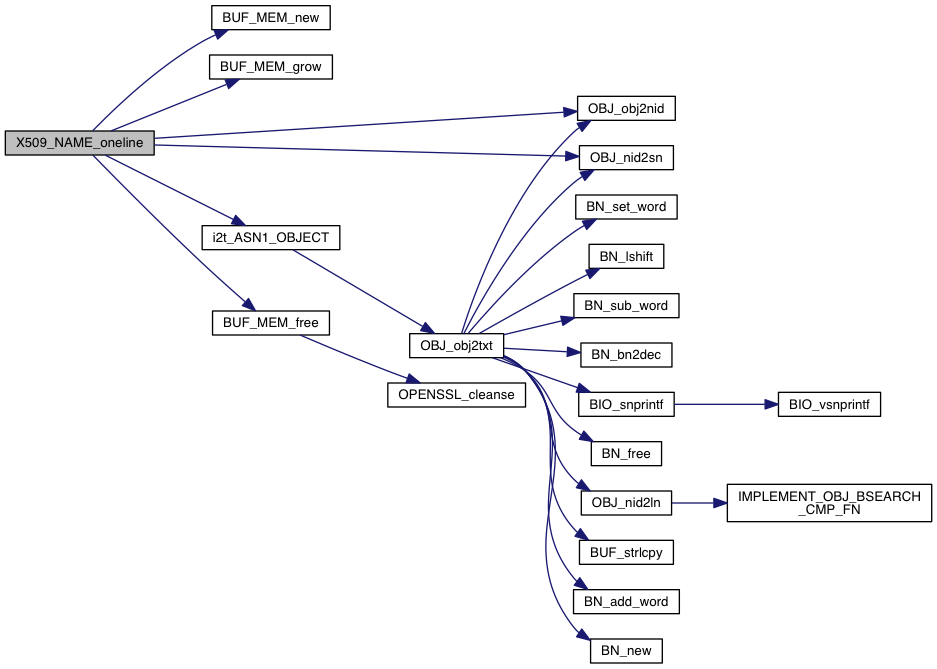 BUF_MEM_new
BUF_MEM_grow
OBJ_obj2nid
X509_NAME_oneline
OBJ_nid2sn
BN_set_word
i2t_ASN1_OBJECT
BN_lshift
BN_sub_word
BUF_MEM_free
OBJ_obj2txt
BN_bn2dec
OPENSSL_cleanse
BIO_snprintf
BIO_vsnprintf
BN_free
OBJ_nid2ln
IMPLEMENT_OBJ_BSEARCH
_CMP_FN
BUF_strlcpy
BN_add_word
BN_new